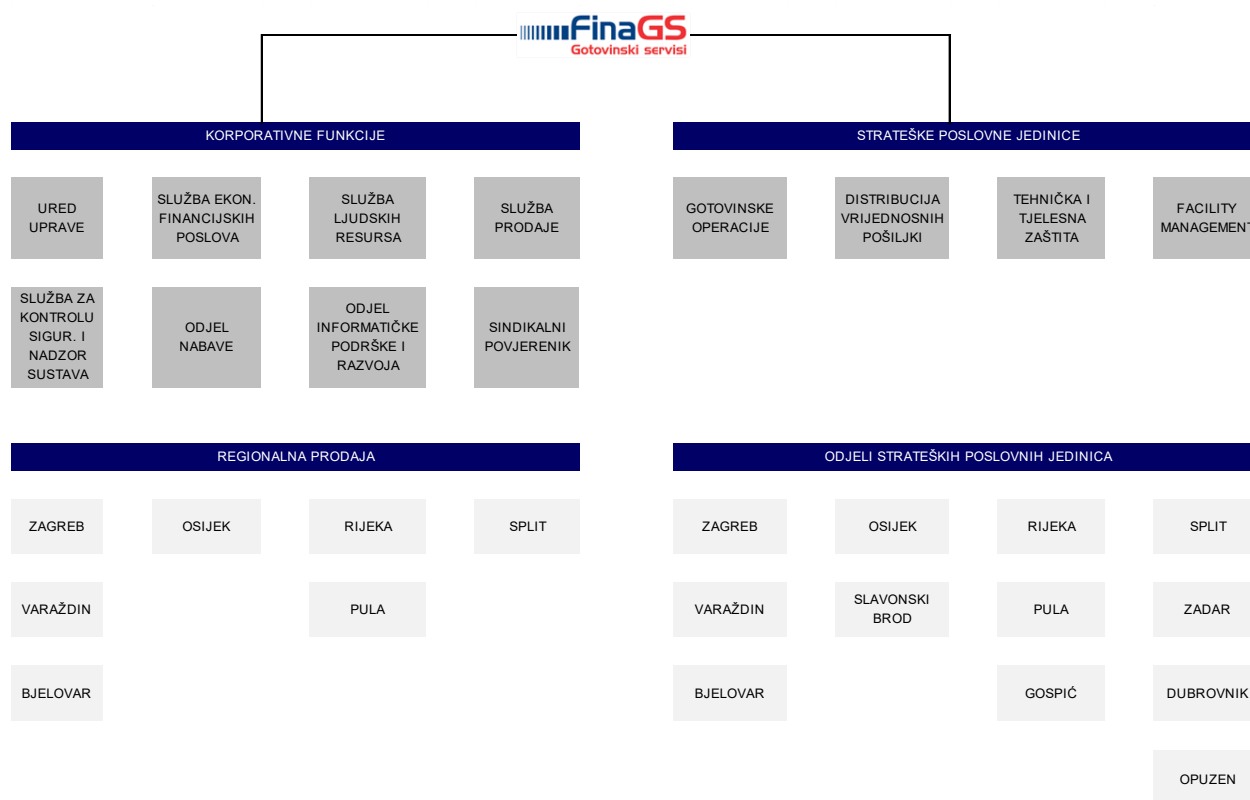 FinaGS
Gotovinski servisi
KORPORATIVNE FUNKCIJE
URED
UPRAVE
SLUŽBA EKON.
FINANCIJSKIH
POSLOVA
SLUŽBA
LJUDSKIH
RESURSA
SLUŽBA
PRODAJE
SLUŽBA ZA
KONTROLU
SIGUR. I
NADZOR
SUSTAVA
ODJEL
NABAVE
ODJEL
INFORMATIČKE
PODRŠKE I
RAZVOJA
SINDIKALNI
POVJERENIK
STRATEŠKE POSLOVNE JEDINICE
GOTOVINSKE
OPERACIJE
DISTRIBUCIJA
VRIJEDNOSNIH
POŠILJKI
TEHNIČKA I
TJELESNA
ZAŠTITA
FACILITY
MANAGEMENT
REGIONALNA PRODAJA
ZAGREB
OSIJEK
RIJEKA
SPLIT
VARAŽDIN
PULA
BJELOVAR
ODJELI STRATEŠKIH POSLOVNIH JEDINICA
ZAGREB
OSIJEK
RIJEKA
SPLIT
VARAŽDIN
SLAVONSKI
BROD
PULA
ZADAR
BJELOVAR
GOSPIĆ
DUBROVNIK
OPUZEN